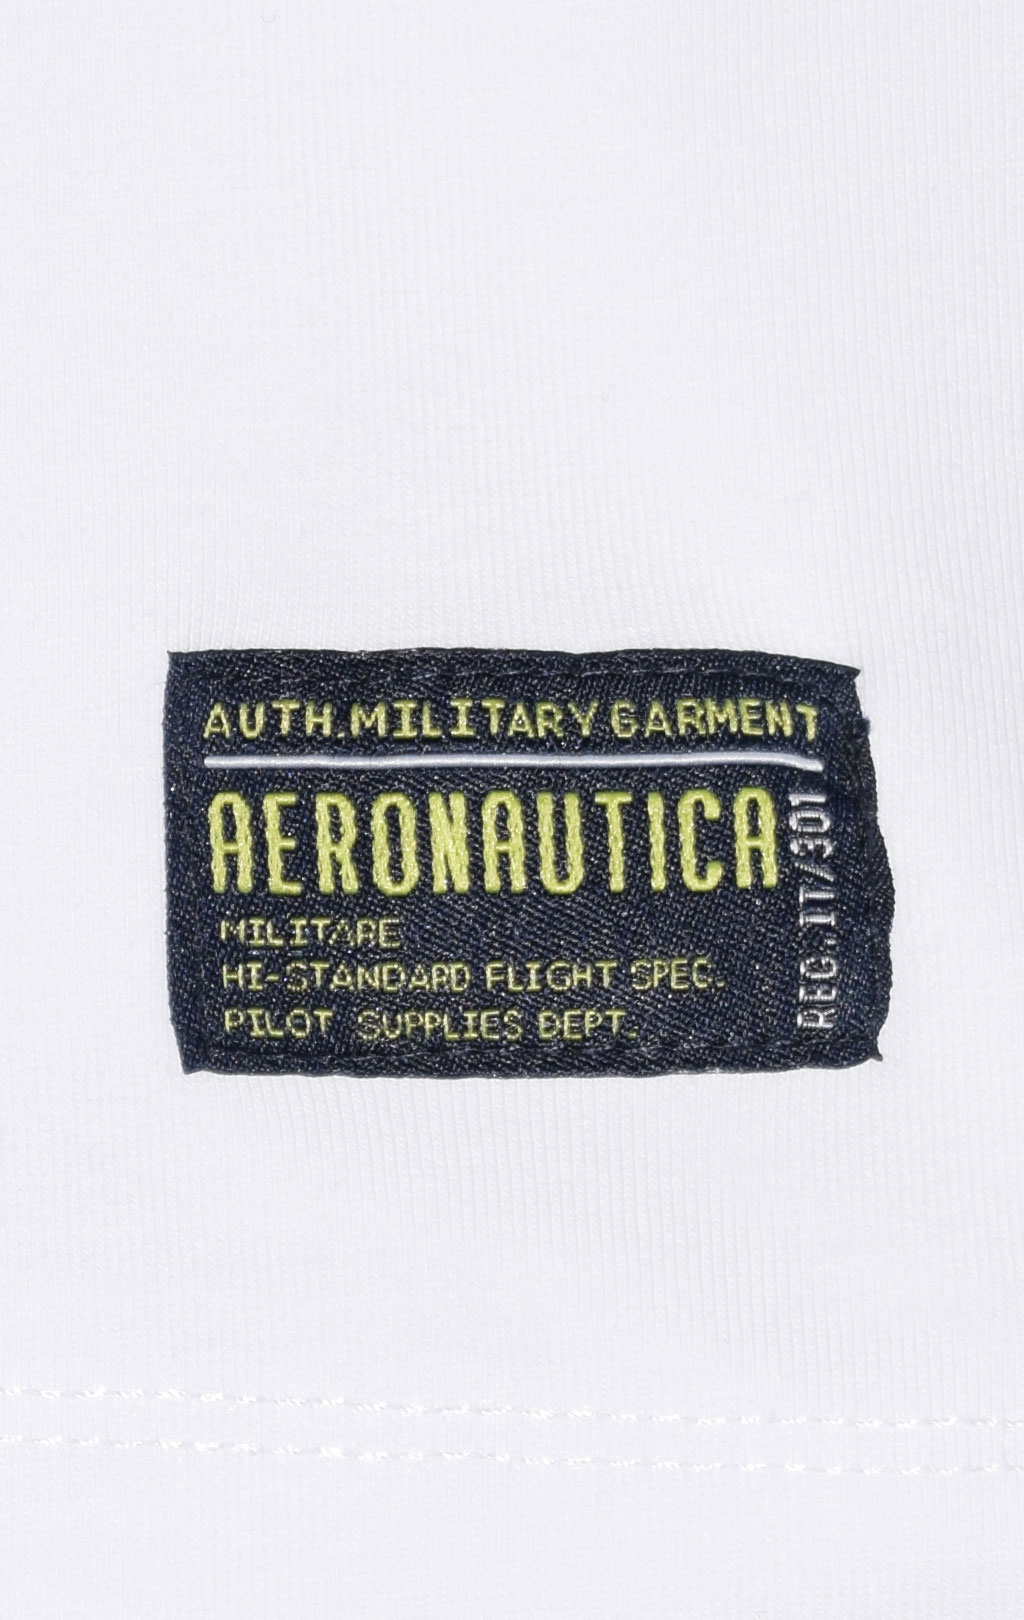 AUTH.MILITARY GARMENT
AERONAUTICA
MILITARE
HI-STANDARD FLIGHT SPEC.
PILOT SUPPLIES DEPT.
REG.IT/301